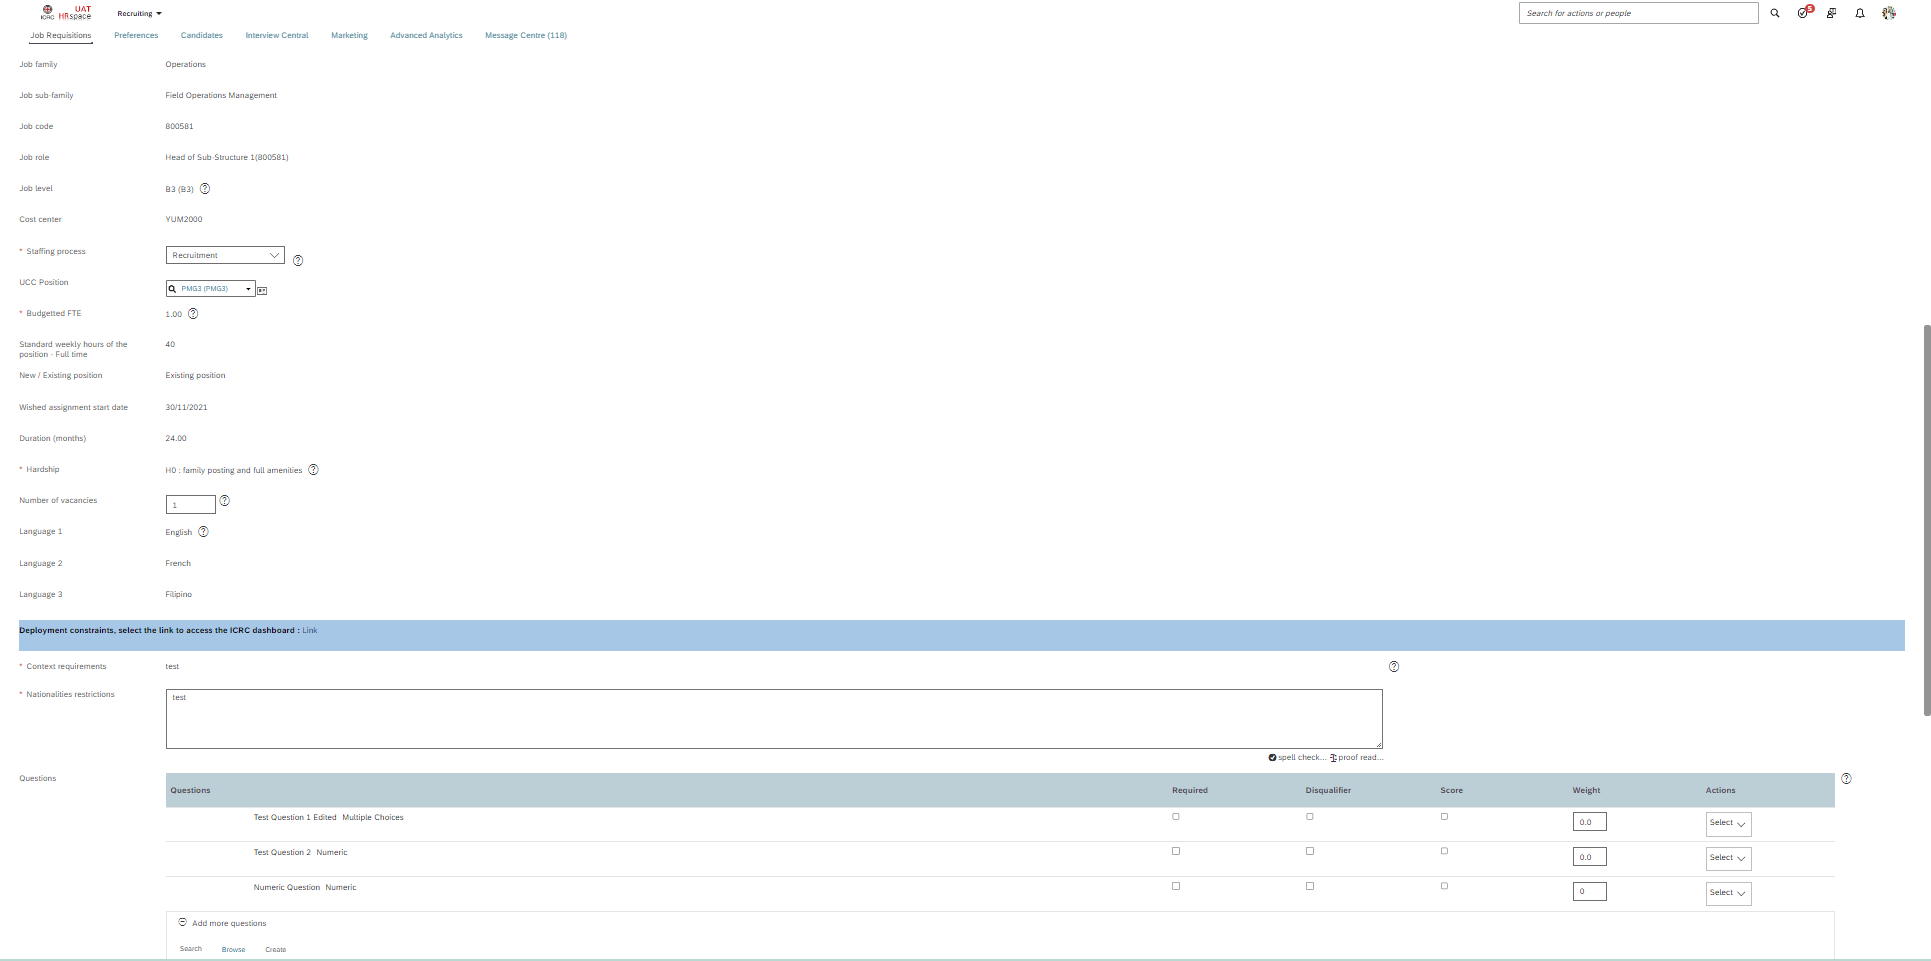 UAT
ICRC HRspace
Recruiting
Search for actions or people
5
Job Requisitions Preferences Candidates Interview Central Marketing Advanced Analytics Message Centre (118)
Job family Operations
Job sub-family Field Operations Management
Job code 800581
Job role Head of Sub-Structure 1(800581)
Job level B3 (B3) ?
Cost center YUM2000
* Staffing process Recruitment ?
UCC Position PMG3 (PMG3)
* Budgetted FTE 1.00 ?
Standard weekly hours of the position - Full time 40
New / Existing position Existing position
Wished assignment start date 30/11/2021
Duration (months) 24.00
* Hardship H0 : family posting and full amenities ?
Number of vacancies 1 ?
Language 1 English ?
Language 2 French
Language 3 Filipino
Deployment constraints, select the link to access the ICRC dashboard : Link
* Context requirements test ?
* Nationalities restrictions test
spell check... proof read...
Questions ?
Questions Required Disqualifier Score Weight Actions
Test Question 1 Edited Multiple Choices 0.0 Select
Test Question 2 Numeric 0.0 Select
Numeric Question Numeric 0 Select
Add more questions
Search Browse Create